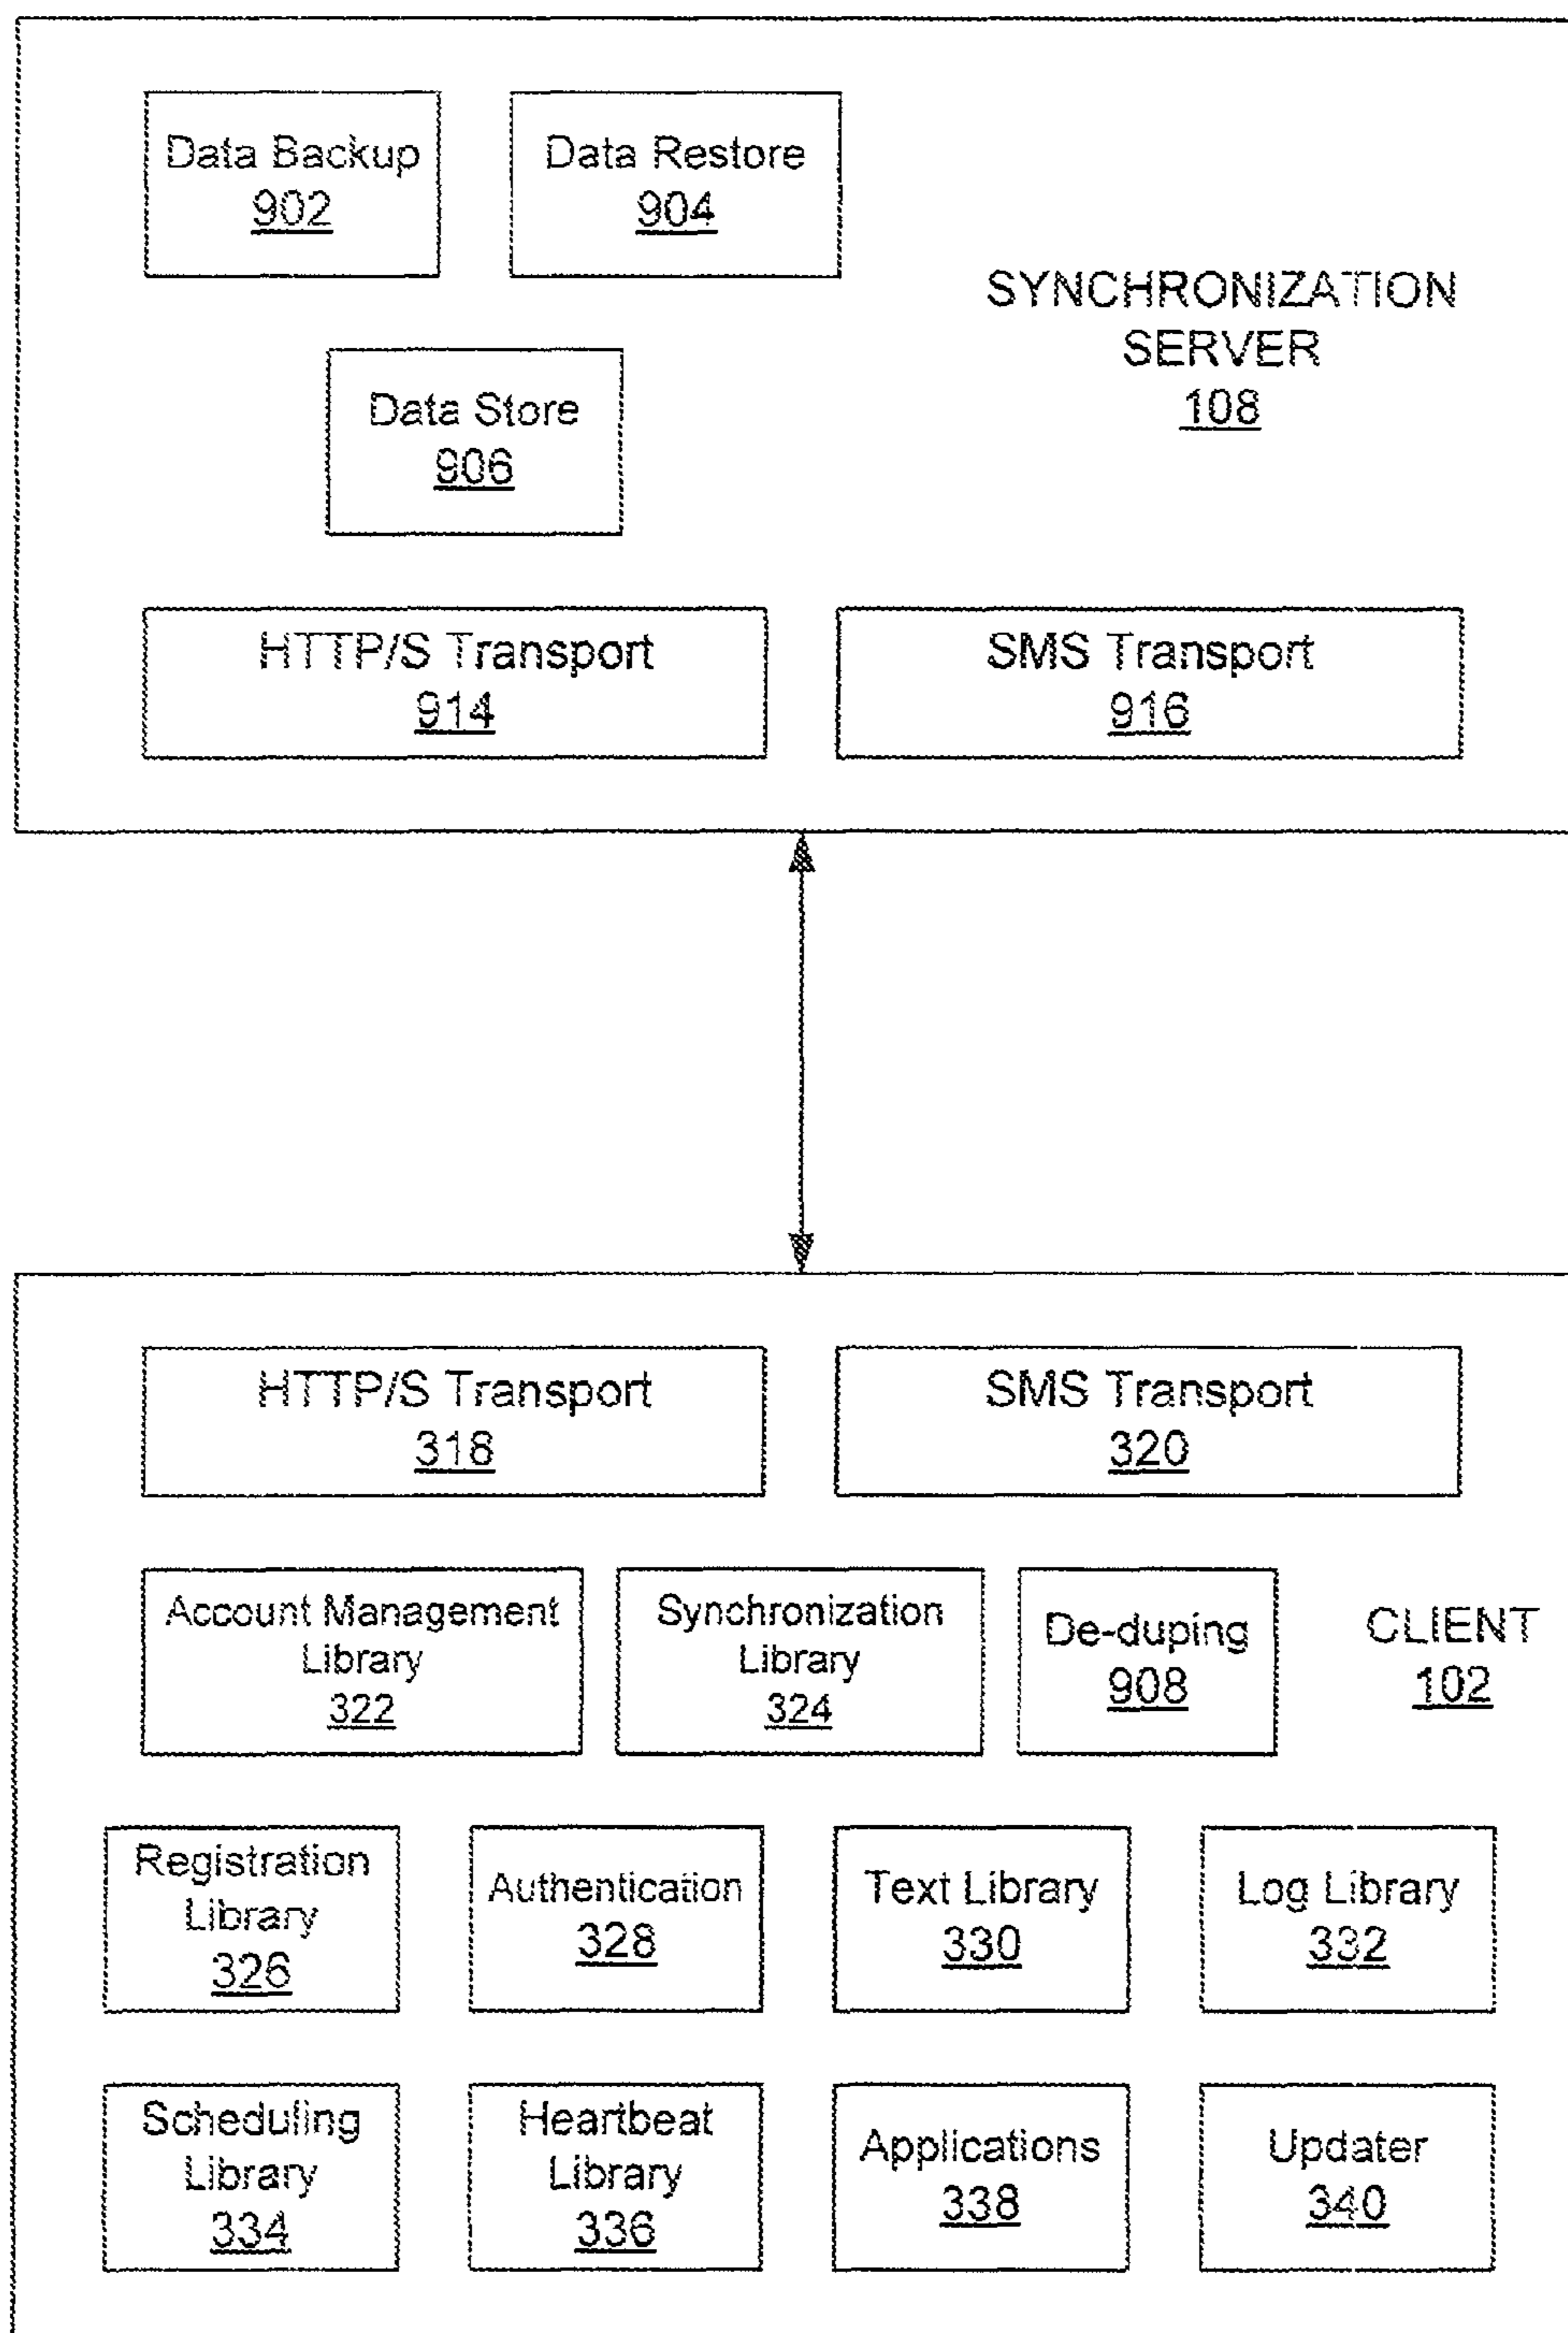 Data Backup
902
Data Restore
904
SYNCHRONIZATION
SERVER
108
Data Store
906
HTTP/S Transport
914
SMS Transport
916
HTTP/S Transport
318
SMS Transport
320
Account Management
Library
322
Synchronization
Library
324
De-duping
908
CLIENT
102
Registration
Library
326
Authentication
328
Text Library
330
Log Library
332
Scheduling
Library
334
Heartbeat
Library
336
Applications
338
Updater
340